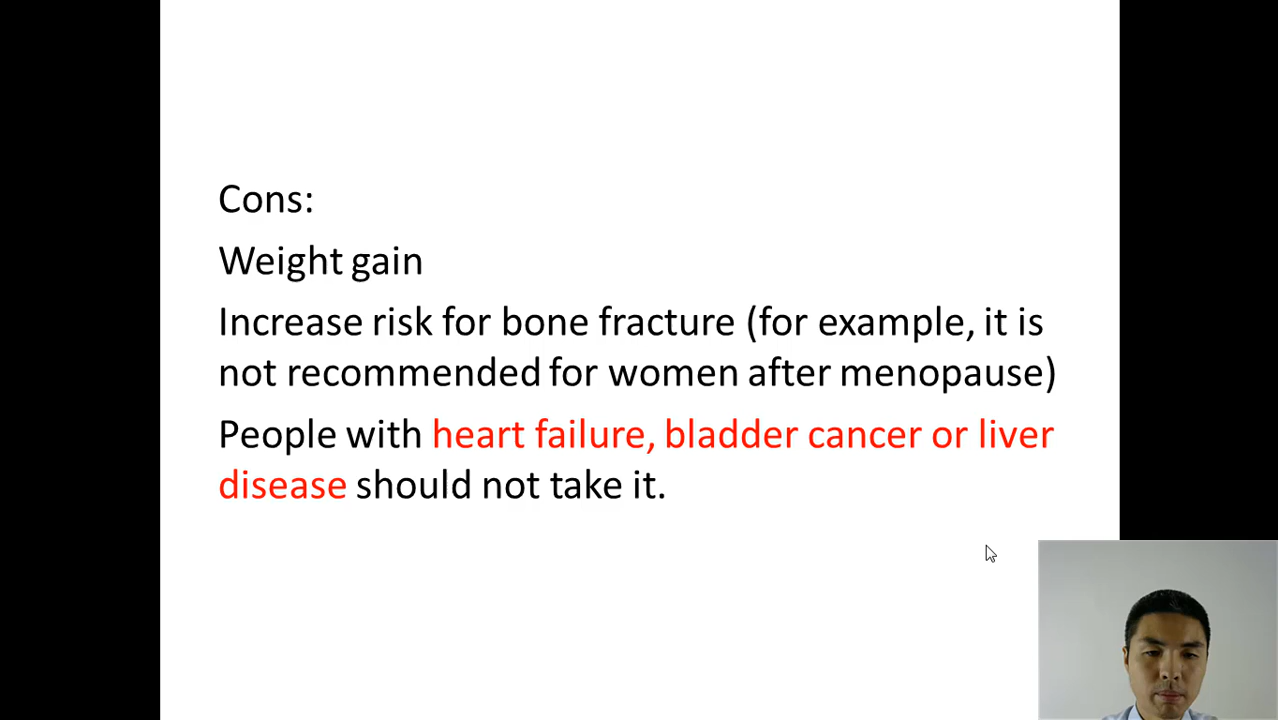 Cons:
Weight gain
Increase risk for bone fracture (for example, it is
not recommended for women after menopause)
People with heart failure, bladder cancer or liver
disease should not take it.